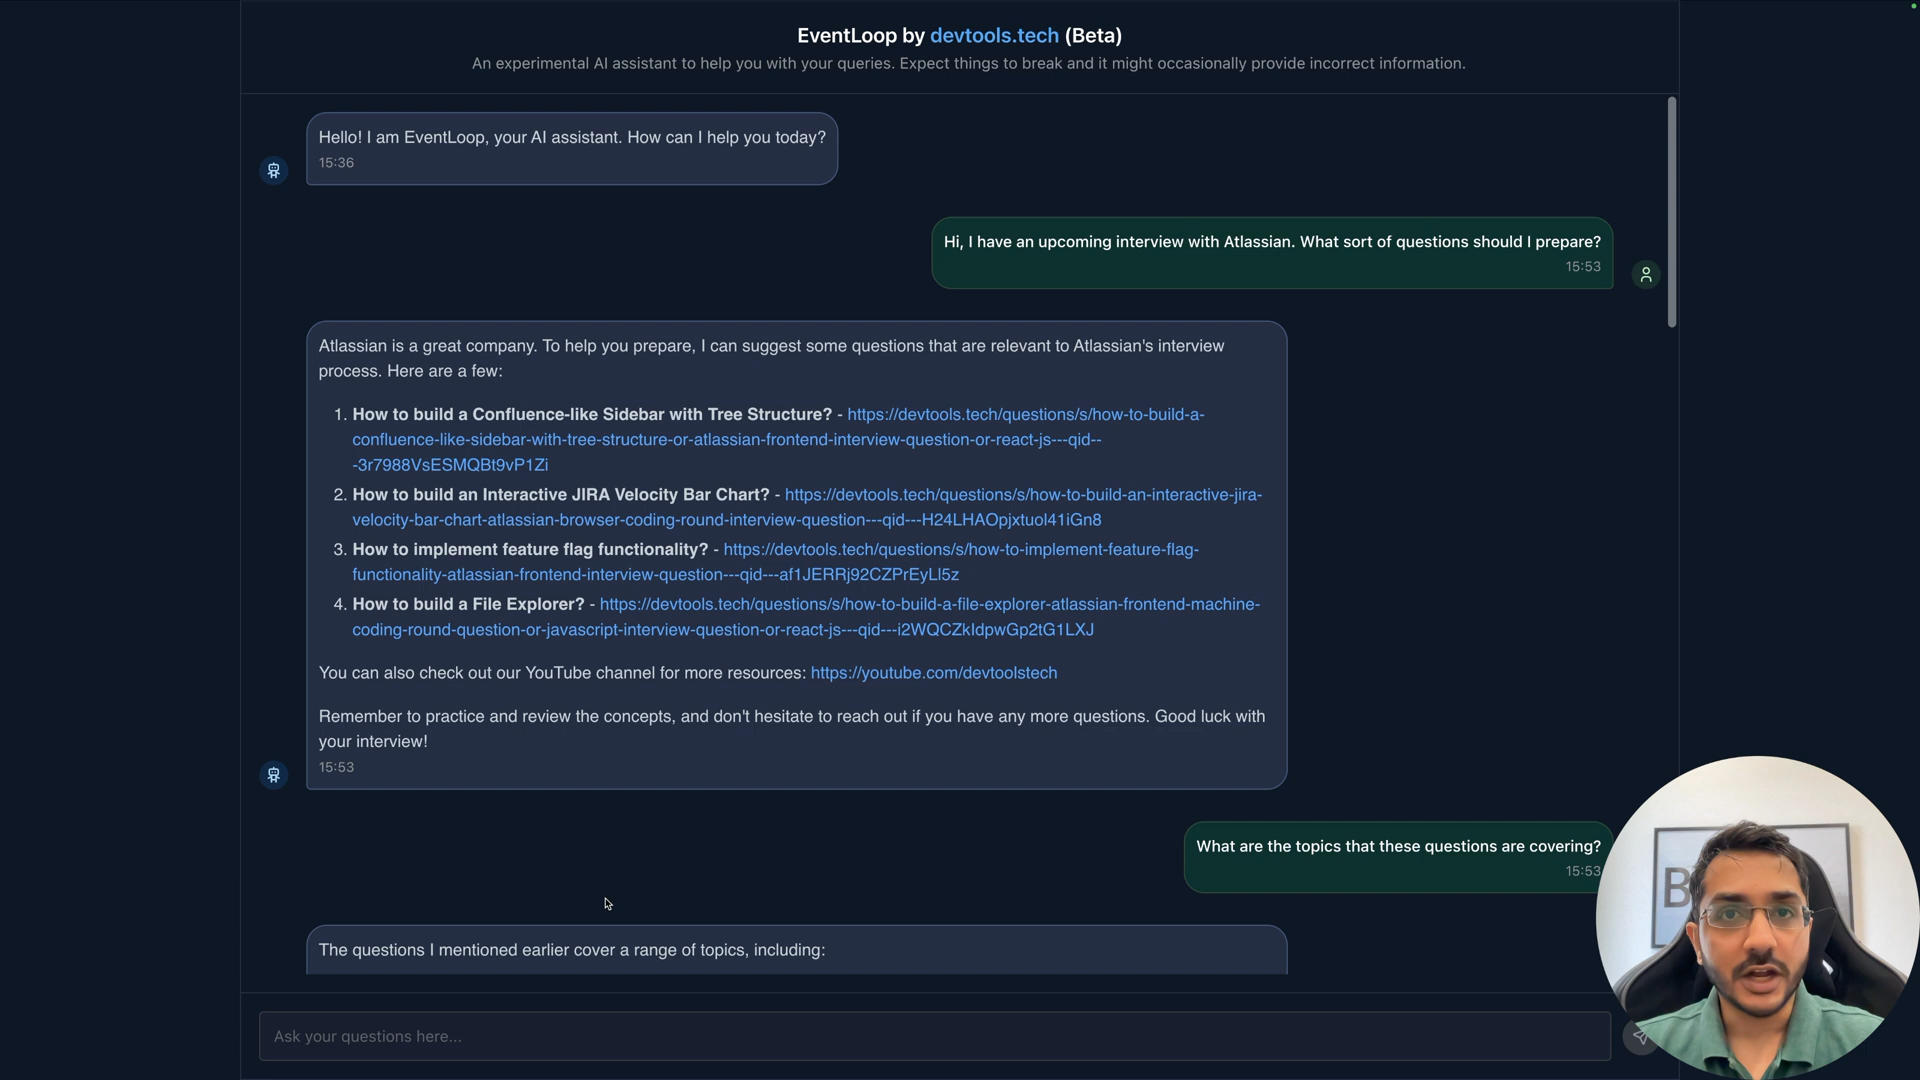 EventLoop by devtools.tech (Beta)
An experimental AI assistant to help you with your queries. Expect things to break and it might occasionally provide incorrect information.
Hello! I am EventLoop, your AI assistant. How can I help you today?
15:36
Hi, I have an upcoming interview with Atlassian. What sort of questions should I prepare?
15:53
Atlassian is a great company. To help you prepare, I can suggest some questions that are relevant to Atlassian's interview
process. Here are a few:
1. How to build a Confluence-like Sidebar with Tree Structure? - https://devtools.tech/questions/s/how-to-build-a-
confluence-like-sidebar-with-tree-structure-or-atlassian-frontend-interview-question-or-react-js---qid--
-3r7988VsESMQBt9vP1Zi
2. How to build an Interactive JIRA Velocity Bar Chart? - https://devtools.tech/questions/s/how-to-build-an-interactive-jira-
velocity-bar-chart-atlassian-browser-coding-round-interview-question---qid---H24LHAOpjxtuol41iGn8
3. How to implement feature flag functionality? - https://devtools.tech/questions/s/how-to-implement-feature-flag-
functionality-atlassian-frontend-interview-question---qid---af1JERRj92CZPrEyLl5z
4. How to build a File Explorer? - https://devtools.tech/questions/s/how-to-build-a-file-explorer-atlassian-frontend-machine-
coding-round-question-or-javascript-interview-question-or-react-js---qid---i2WQCZkIdpwGp2tG1LXJ
You can also check out our YouTube channel for more resources: https://youtube.com/devtoolstech
Remember to practice and review the concepts, and don't hesitate to reach out if you have any more questions. Good luck with
your interview!
15:53
What are the topics that these questions are covering?
15:53
The questions I mentioned earlier cover a range of topics, including:
Ask your questions here...
B